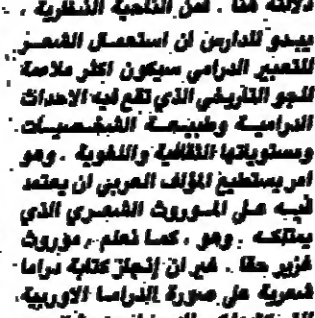 دلالته هنا . فمن الناحية النظرية ،
يبدو للدارس ان استعمال الشعر
للتعبير الدرامي سيكون اكثر ملاءمة
للجو التاريخي الذي تقع فيه الاحداث
الدرامية وطبيعة الشخصيات
ومستوياتها الثقافية واللغوية . وهو
امر يستطيع المؤلف العربي ان يعتمد
فيه على الموروث الشعري الذي
يمتلكه . وهو ، كما نعلم ، موروث
غزير حقا . غير ان إنجاز كتابة دراما
شعرية على صورة الدراما الاوربية